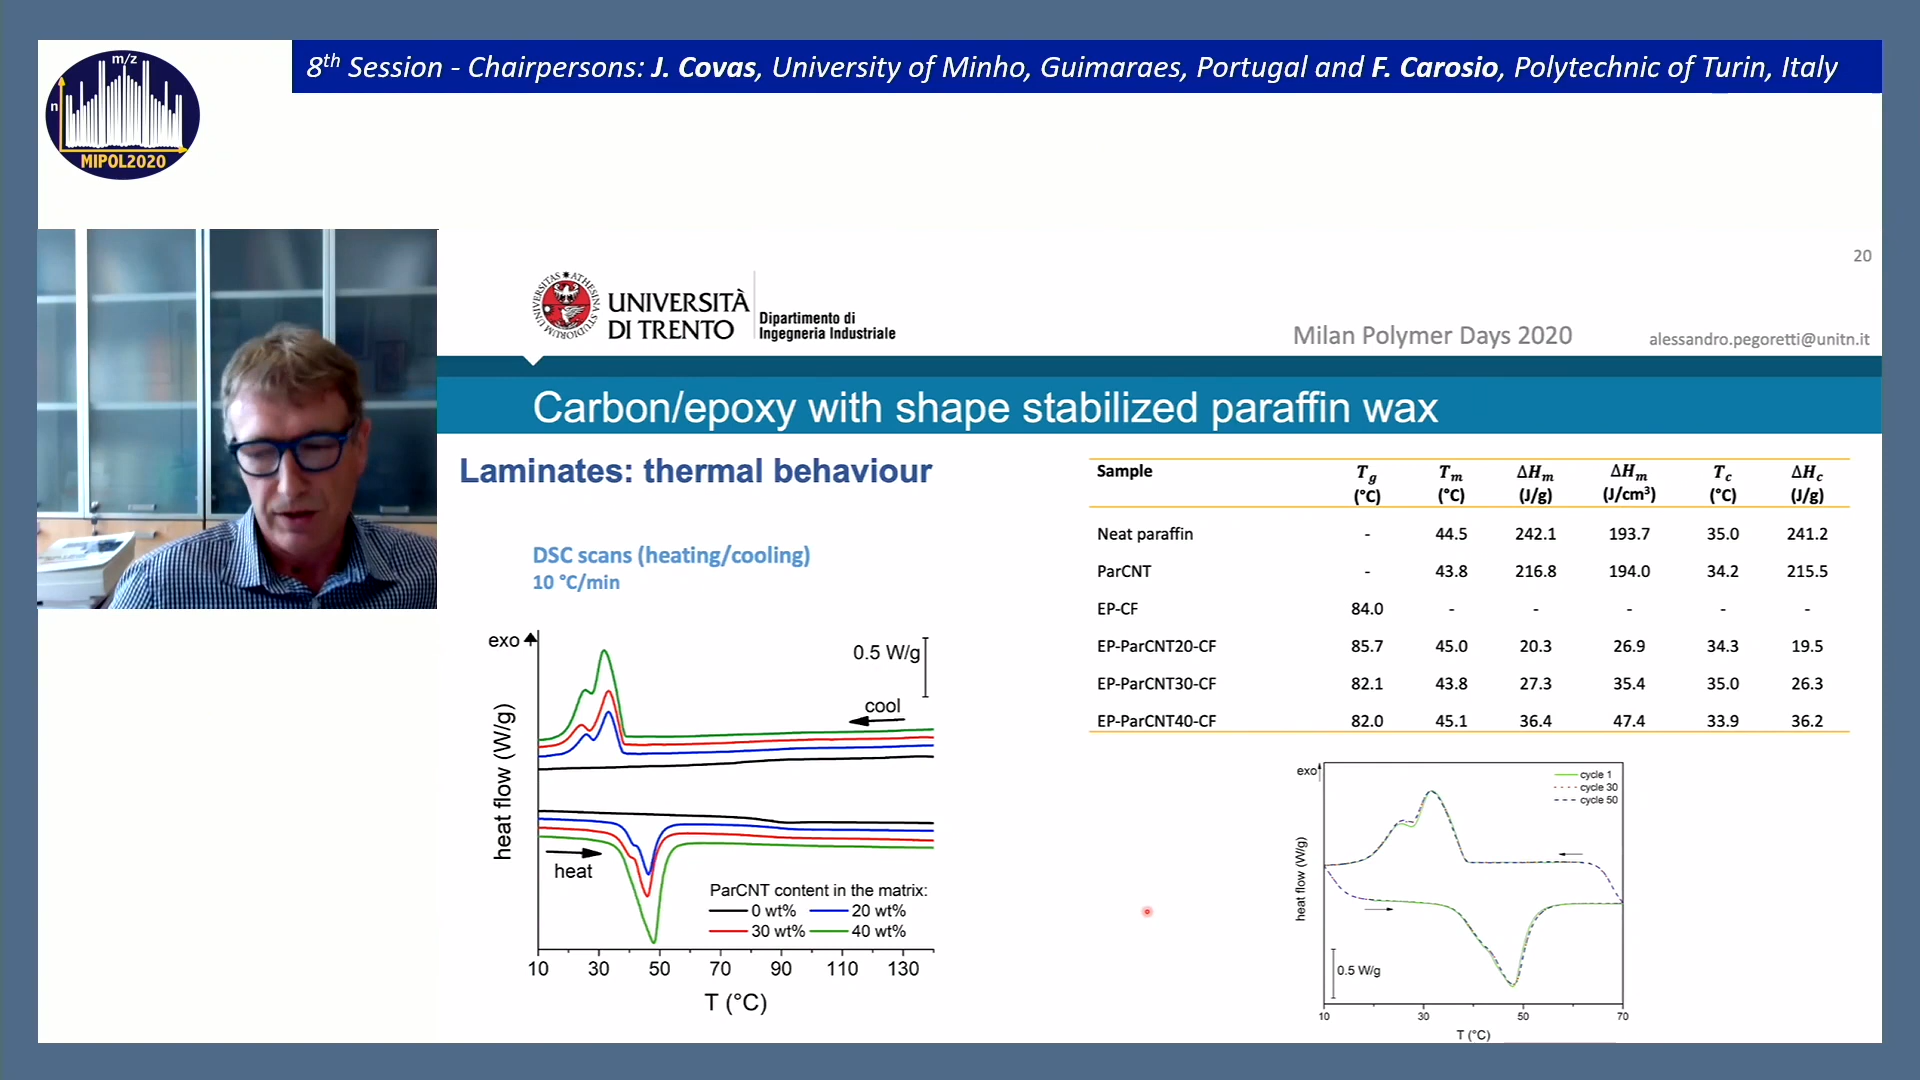 8th Session - Chairpersons: J. Covas, University of Minho, Guimaraes, Portugal and F. Carosio, Polytechnic of Turin, Italy
m/z
n
MIPOL2020
20
UNIVERSITÀ
DI TRENTO
Dipartimento di
Ingegneria Industriale
Milan Polymer Days 2020
alessandro.pegoretti@unitn.it
Carbon/epoxy with shape stabilized paraffin wax
Laminates: thermal behaviour
DSC scans (heating/cooling)
10 °C/min
exo
0.5 W/g
cool
heat flow (W/g)
heat
ParCNT content in the matrix:
0 wt% 20 wt%
30 wt% 40 wt%
10 30 50 70 90 110 130
T (°C)
Sample Tg Tm ΔHm ΔHm Tc ΔHc
(°C) (°C) (J/g) (J/cm³) (°C) (J/g)
Neat paraffin - 44.5 242.1 193.7 35.0 241.2
ParCNT - 43.8 216.8 194.0 34.2 215.5
EP-CF 84.0 - - - - -
EP-ParCNT20-CF 85.7 45.0 20.3 26.9 34.3 19.5
EP-ParCNT30-CF 82.1 43.8 27.3 35.4 35.0 26.3
EP-ParCNT40-CF 82.0 45.1 36.4 47.4 33.9 36.2
exo
cycle 1
cycle 30
cycle 50
heat flow (W/g)
0.5 W/g
10 30 50 70
T (°C)